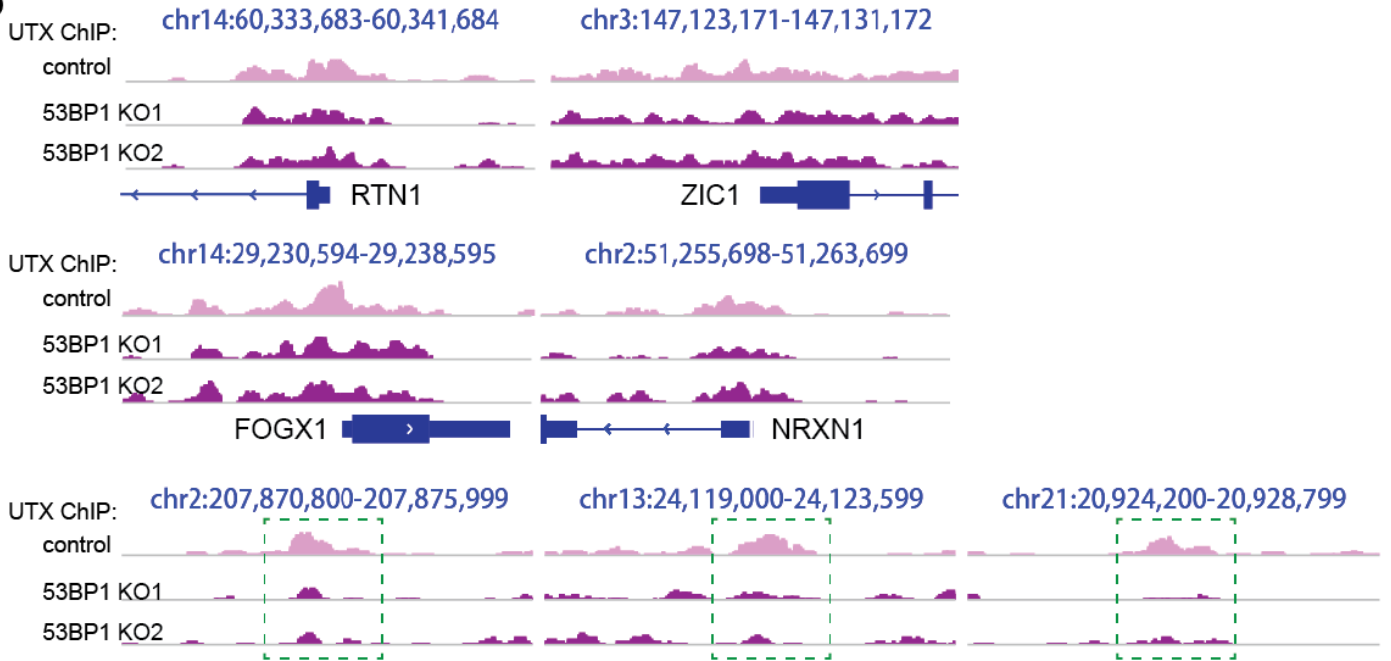 UTX ChIP: chr14:60,333,683-60,341,684 chr3:147,123,171-147,131,172
control
53BP1 KO1
53BP1 KO2
RTN1 ZIC1
UTX ChIP: chr14:29,230,594-29,238,595 chr2:51,255,698-51,263,699
control
53BP1 KO1
53BP1 KO2
FOGX1 NRXN1
UTX ChIP: chr2:207,870,800-207,875,999 chr13:24,119,000-24,123,599 chr21:20,924,200-20,928,799
control
53BP1 KO1
53BP1 KO2